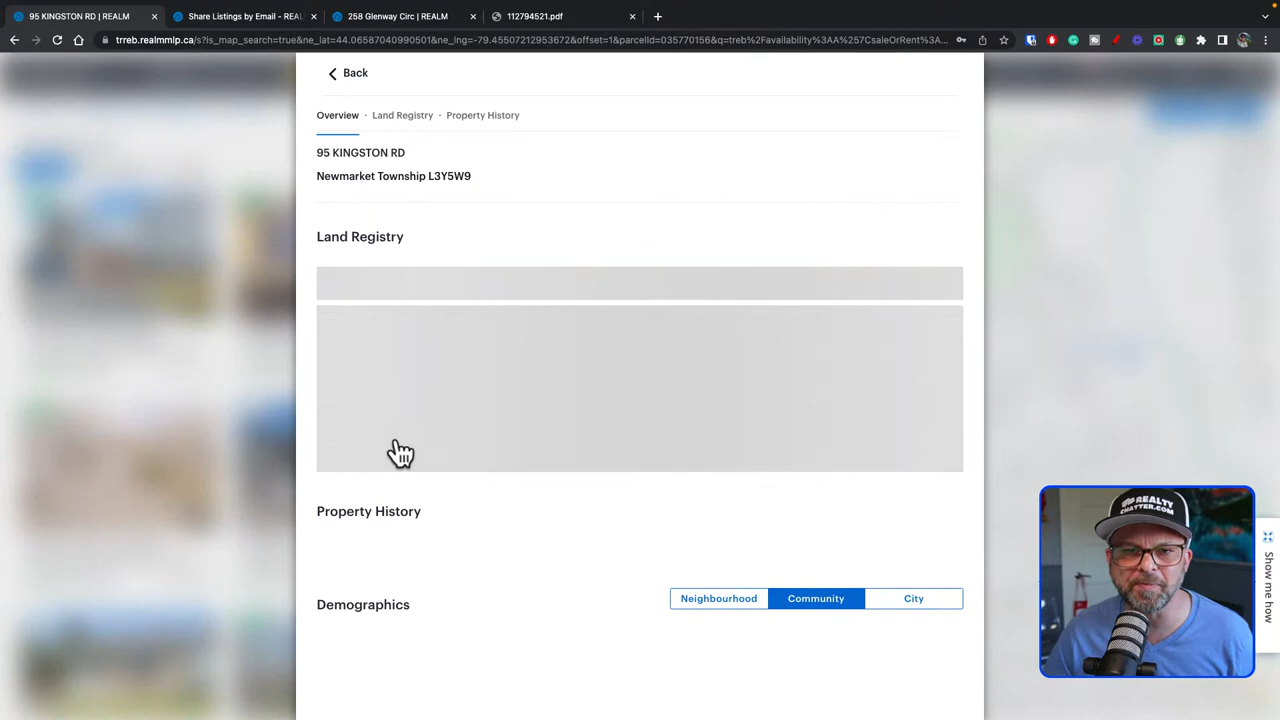 95 KINGSTON RD | REALM
Share Listings by Email - REAL
258 Glenway Circ | REALM
112794521.pdf
trreb.realmmlp.ca/s?is_map_search=true&ne_lat=44.06587040990501&ne_lng=-79.45507212953672&offset=1&parcelId=035770156&q=treb%2Favailability%3AA%257CsaleOrRent%3A...
Back
Overview · Land Registry · Property History
95 KINGSTON RD
Newmarket Township L3Y5W9
Land Registry
Property History
Demographics
Neighbourhood
Community
City
REALTY
CHATTER.COM
Show me how